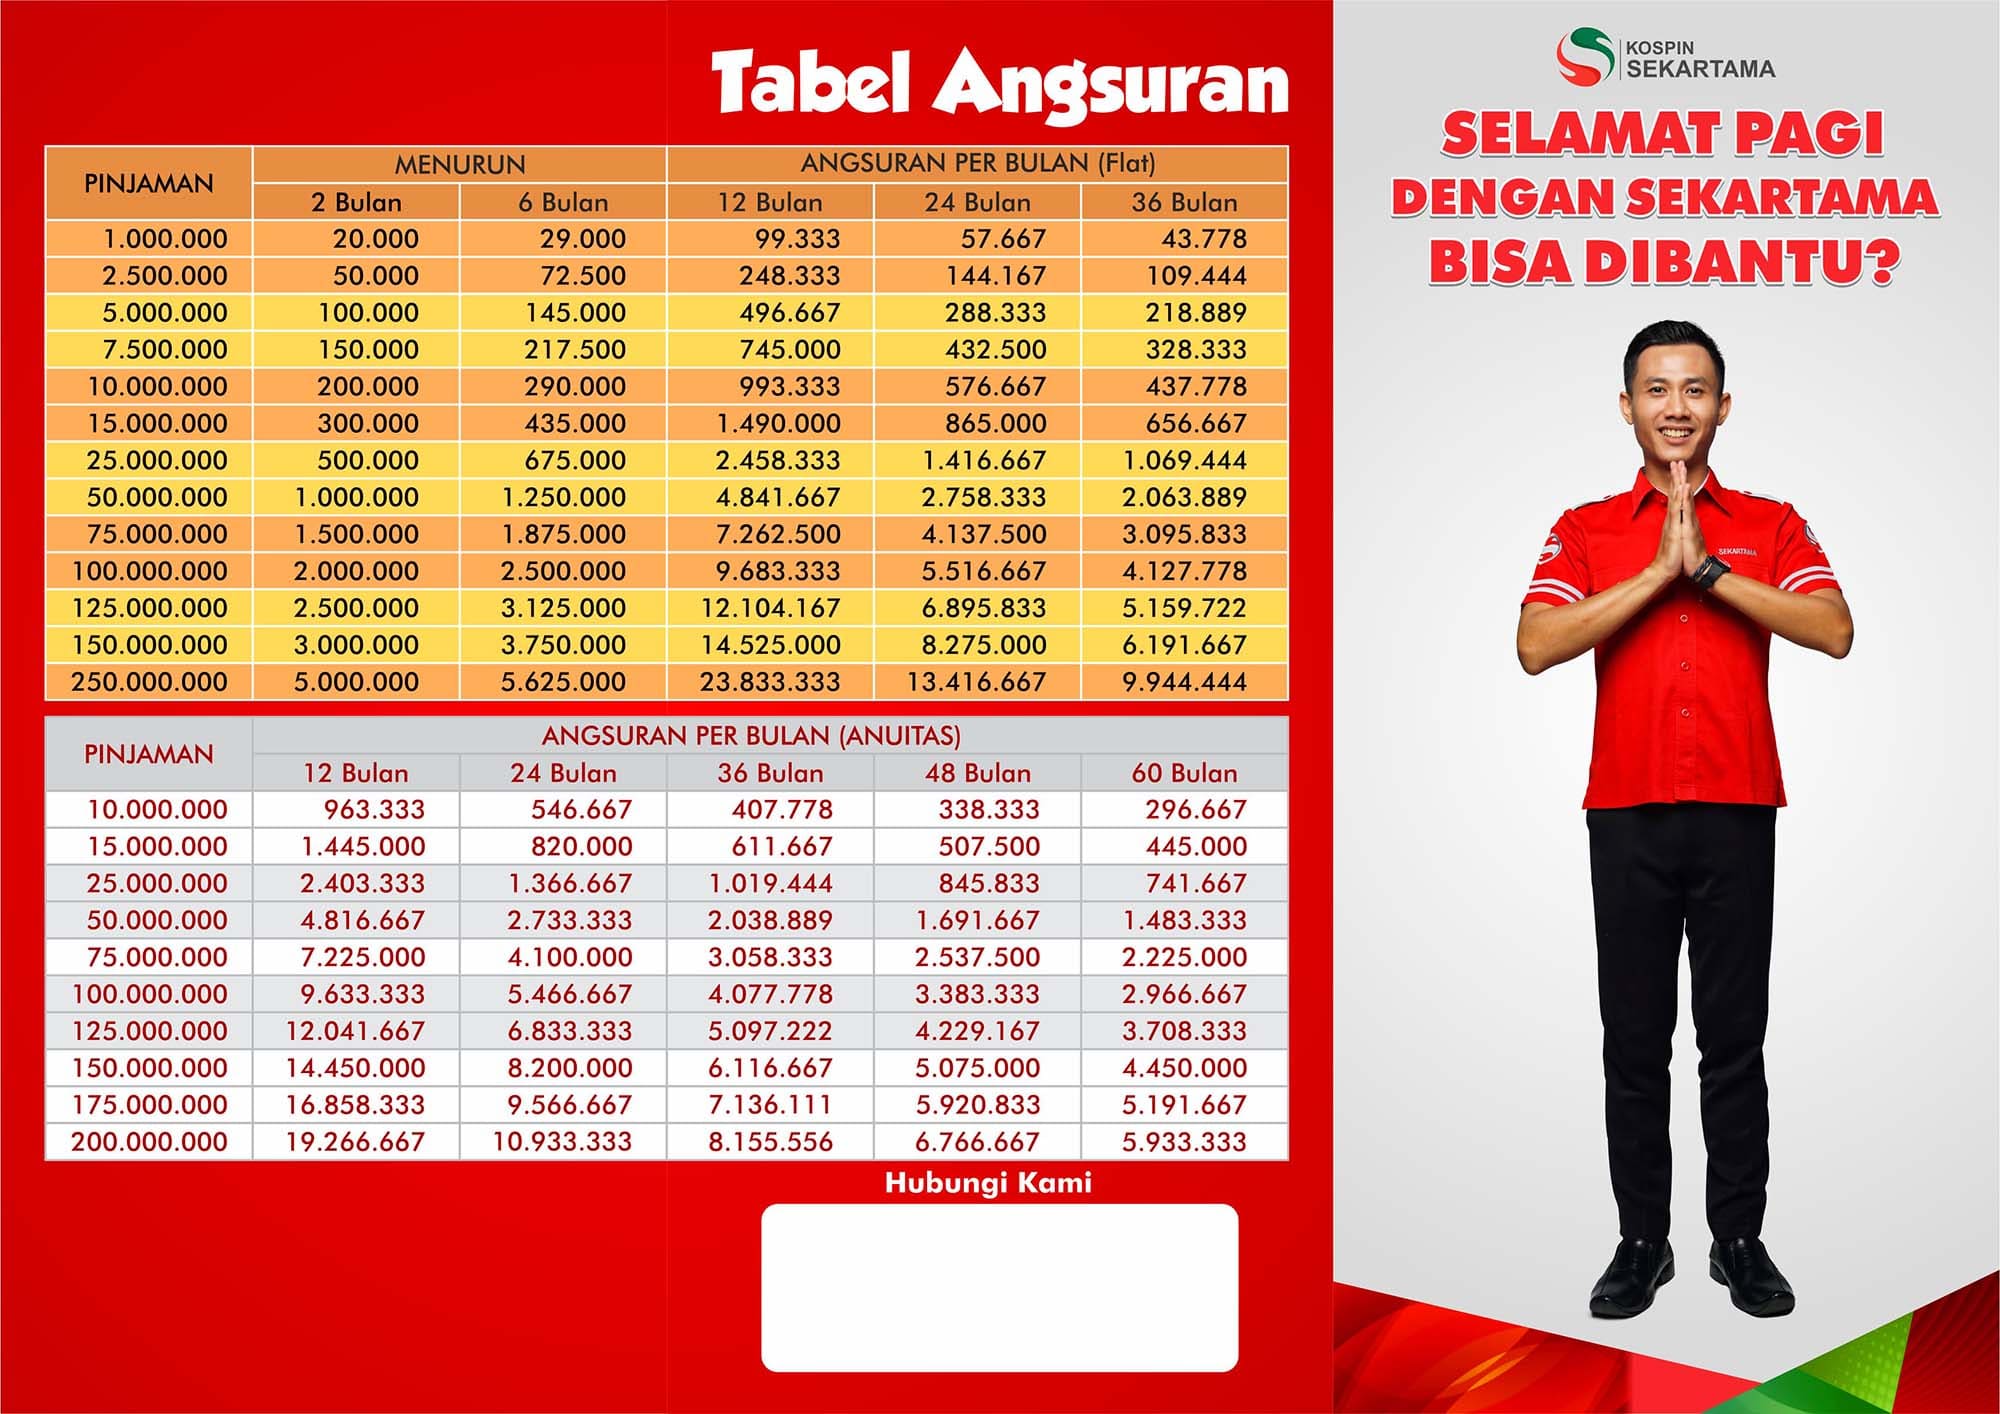 Tabel Angsuran
PINJAMAN MENURUN ANGSURAN PER BULAN (Flat)
2 Bulan 6 Bulan 12 Bulan 24 Bulan 36 Bulan
1.000.000 20.000 29.000 99.333 57.667 43.778
2.500.000 50.000 72.500 248.333 144.167 109.444
5.000.000 100.000 145.000 496.667 288.333 218.889
7.500.000 150.000 217.500 745.000 432.500 328.333
10.000.000 200.000 290.000 993.333 576.667 437.778
15.000.000 300.000 435.000 1.490.000 865.000 656.667
25.000.000 500.000 675.000 2.458.333 1.416.667 1.069.444
50.000.000 1.000.000 1.250.000 4.841.667 2.758.333 2.063.889
75.000.000 1.500.000 1.875.000 7.262.500 4.137.500 3.095.833
100.000.000 2.000.000 2.500.000 9.683.333 5.516.667 4.127.778
125.000.000 2.500.000 3.125.000 12.104.167 6.895.833 5.159.722
150.000.000 3.000.000 3.750.000 14.525.000 8.275.000 6.191.667
250.000.000 5.000.000 5.625.000 23.833.333 13.416.667 9.944.444
PINJAMAN ANGSURAN PER BULAN (ANUITAS)
12 Bulan 24 Bulan 36 Bulan 48 Bulan 60 Bulan
10.000.000 963.333 546.667 407.778 338.333 296.667
15.000.000 1.445.000 820.000 611.667 507.500 445.000
25.000.000 2.403.333 1.366.667 1.019.444 845.833 741.667
50.000.000 4.816.667 2.733.333 2.038.889 1.691.667 1.483.333
75.000.000 7.225.000 4.100.000 3.058.333 2.537.500 2.225.000
100.000.000 9.633.333 5.466.667 4.077.778 3.383.333 2.966.667
125.000.000 12.041.667 6.833.333 5.097.222 4.229.167 3.708.333
150.000.000 14.450.000 8.200.000 6.116.667 5.075.000 4.450.000
175.000.000 16.858.333 9.566.667 7.136.111 5.920.833 5.191.667
200.000.000 19.266.667 10.933.333 8.155.556 6.766.667 5.933.333
Hubungi Kami
KOSPIN
SEKARTAMA
SELAMAT PAGI
DENGAN SEKARTAMA
BISA DIBANTU?
SEKARTAMA